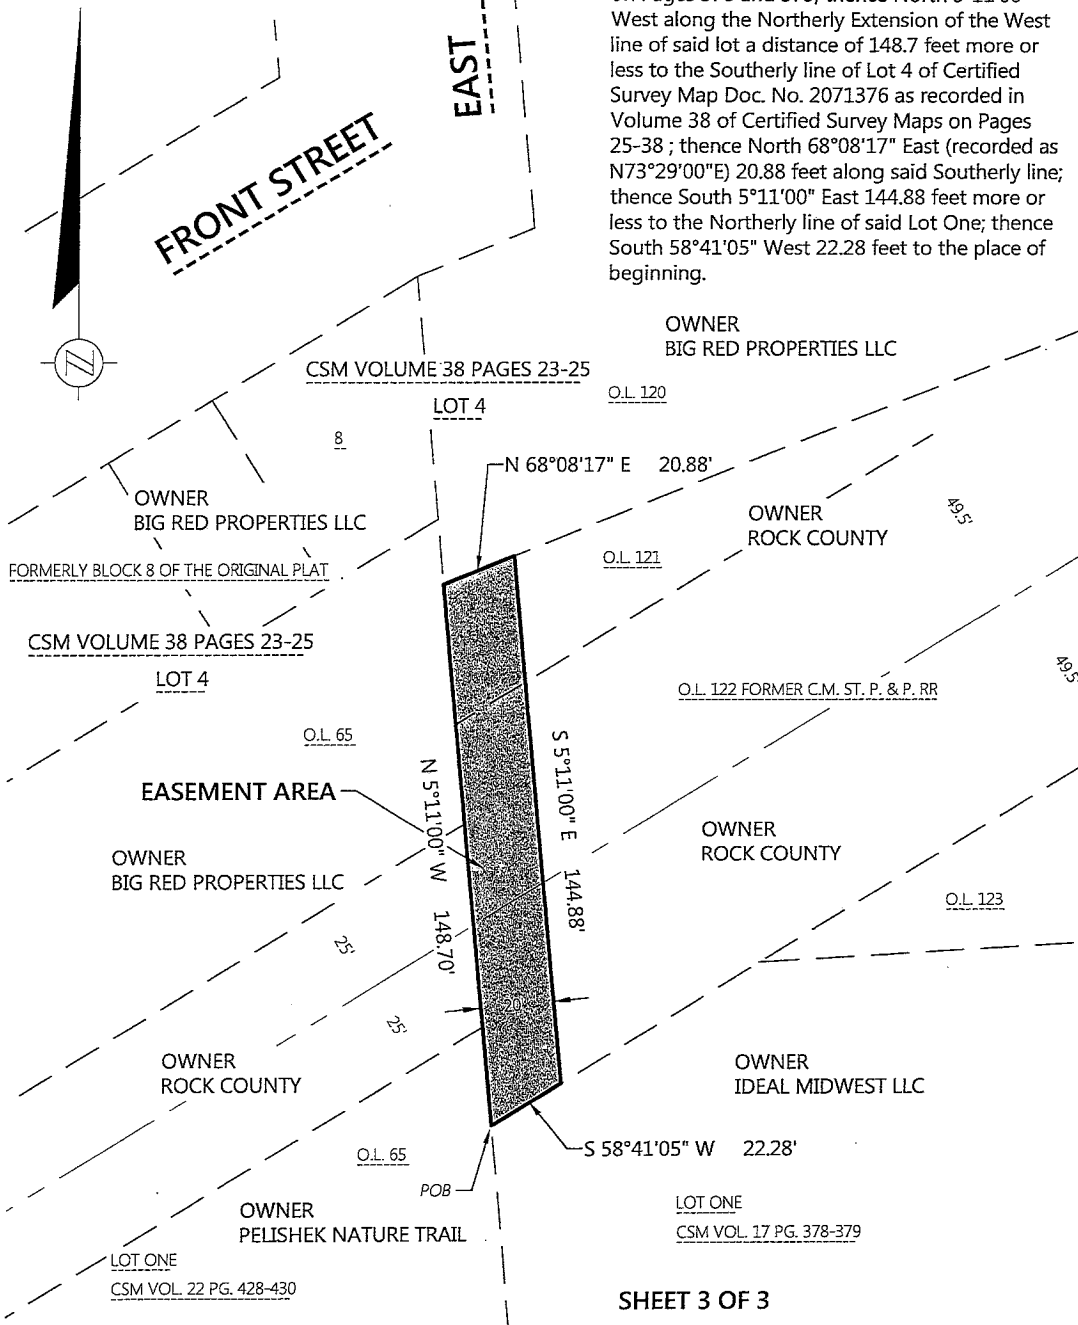 West along the Northerly Extension of the West
line of said lot a distance of 148.7 feet more or
less to the Southerly line of Lot 4 of Certified
Survey Map Doc. No. 2071376 as recorded in
Volume 38 of Certified Survey Maps on Pages
25-38 ; thence North 68°08'17" East (recorded as
N73°29'00"E) 20.88 feet along said Southerly line;
thence South 5°11'00" East 144.88 feet more or
less to the Northerly line of said Lot One; thence
South 58°41'05" West 22.28 feet to the place of
beginning.
EAST
FRONT STREET
N
OWNER
BIG RED PROPERTIES LLC
CSM VOLUME 38 PAGES 23-25
LOT 4
O.L. 120
8
N 68°08'17" E 20.88'
OWNER
BIG RED PROPERTIES LLC
OWNER
ROCK COUNTY
49.5'
O.L. 121
FORMERLY BLOCK 8 OF THE ORIGINAL PLAT
CSM VOLUME 38 PAGES 23-25
LOT 4
49.5'
O.L. 122 FORMER C.M. ST. P. & P. RR
O.L. 65
EASEMENT AREA
N 5°11'00" W 148.70'
S 5°11'00" E 144.88'
OWNER
ROCK COUNTY
OWNER
BIG RED PROPERTIES LLC
O.L. 123
25'
20'
25'
OWNER
ROCK COUNTY
OWNER
IDEAL MIDWEST LLC
S 58°41'05" W 22.28'
O.L. 65
POB
OWNER
PELISHEK NATURE TRAIL
LOT ONE
CSM VOL. 17 PG. 378-379
LOT ONE
CSM VOL. 22 PG. 428-430
SHEET 3 OF 3